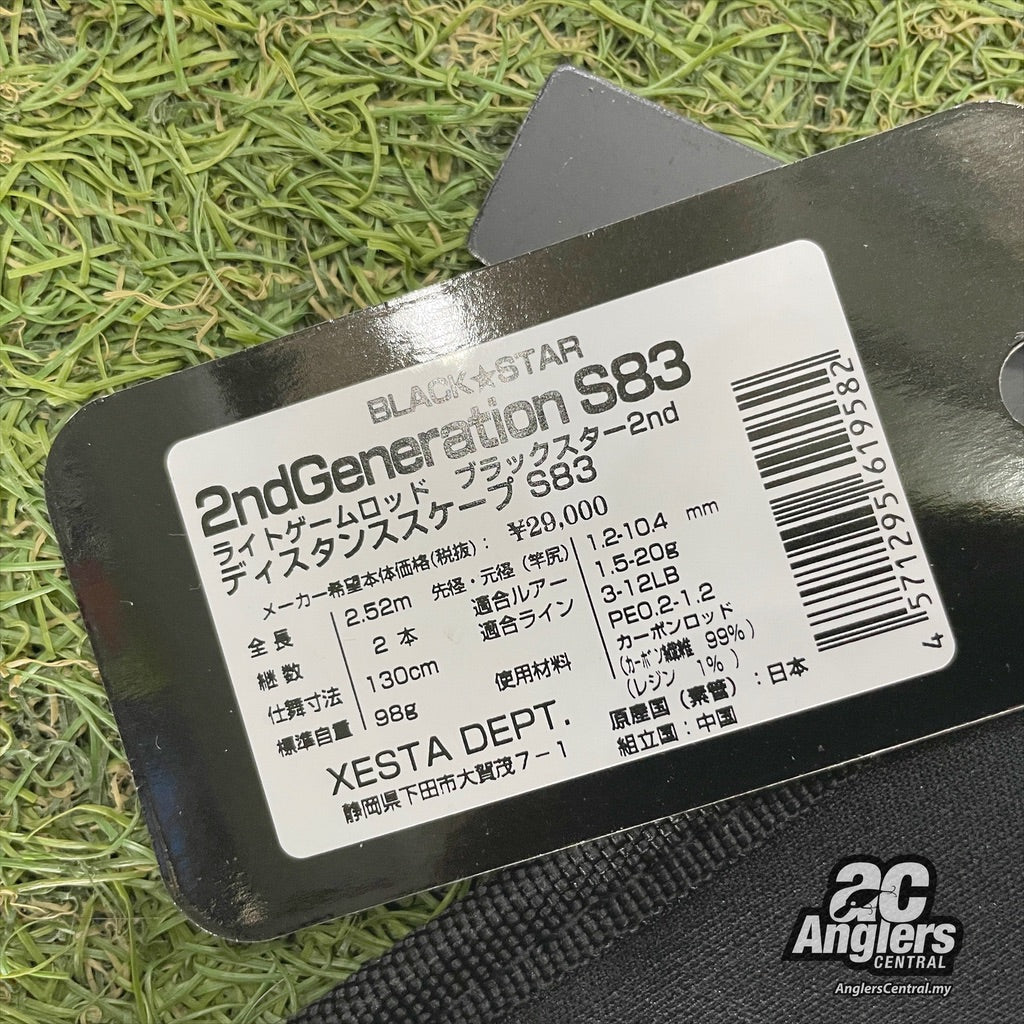 BLACK☆STAR
2ndGeneration S83
ライトゲームロッド ブラックスター2nd
ディスタンススケープ S83
メーカー希望本体価格(税抜): ¥29,000
全長 2.52m 先径・元径(竿尻) 1.2-10.4 mm
継数 2 本 適合ルアー 1.5-20g
仕舞寸法 130cm 適合ライン 3-12LB
PE0.2-1.2
標準自重 98g 使用材料 カーボンロッド
(カーボン繊維 99%)
(レジン 1%)
XESTA DEPT.
静岡県下田市大賀茂7-1
原産国(素管):日本
組立国:中国
4 571295 619582
ac
Anglers
CENTRAL
AnglersCentral.my